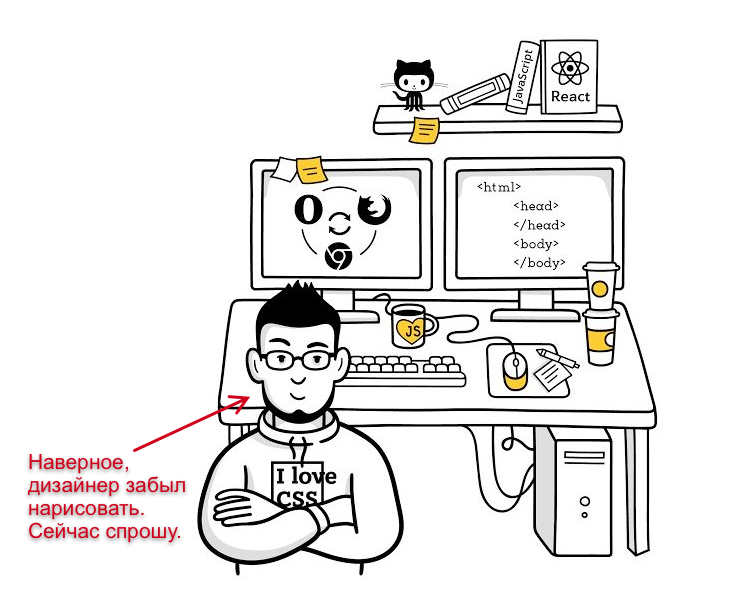 JavaScript
React
<html>
<head>
</head>
<body>
</body>
JS
Наверное,
дизайнер забыл
нарисовать.
Сейчас спрошу.
I love
CSS